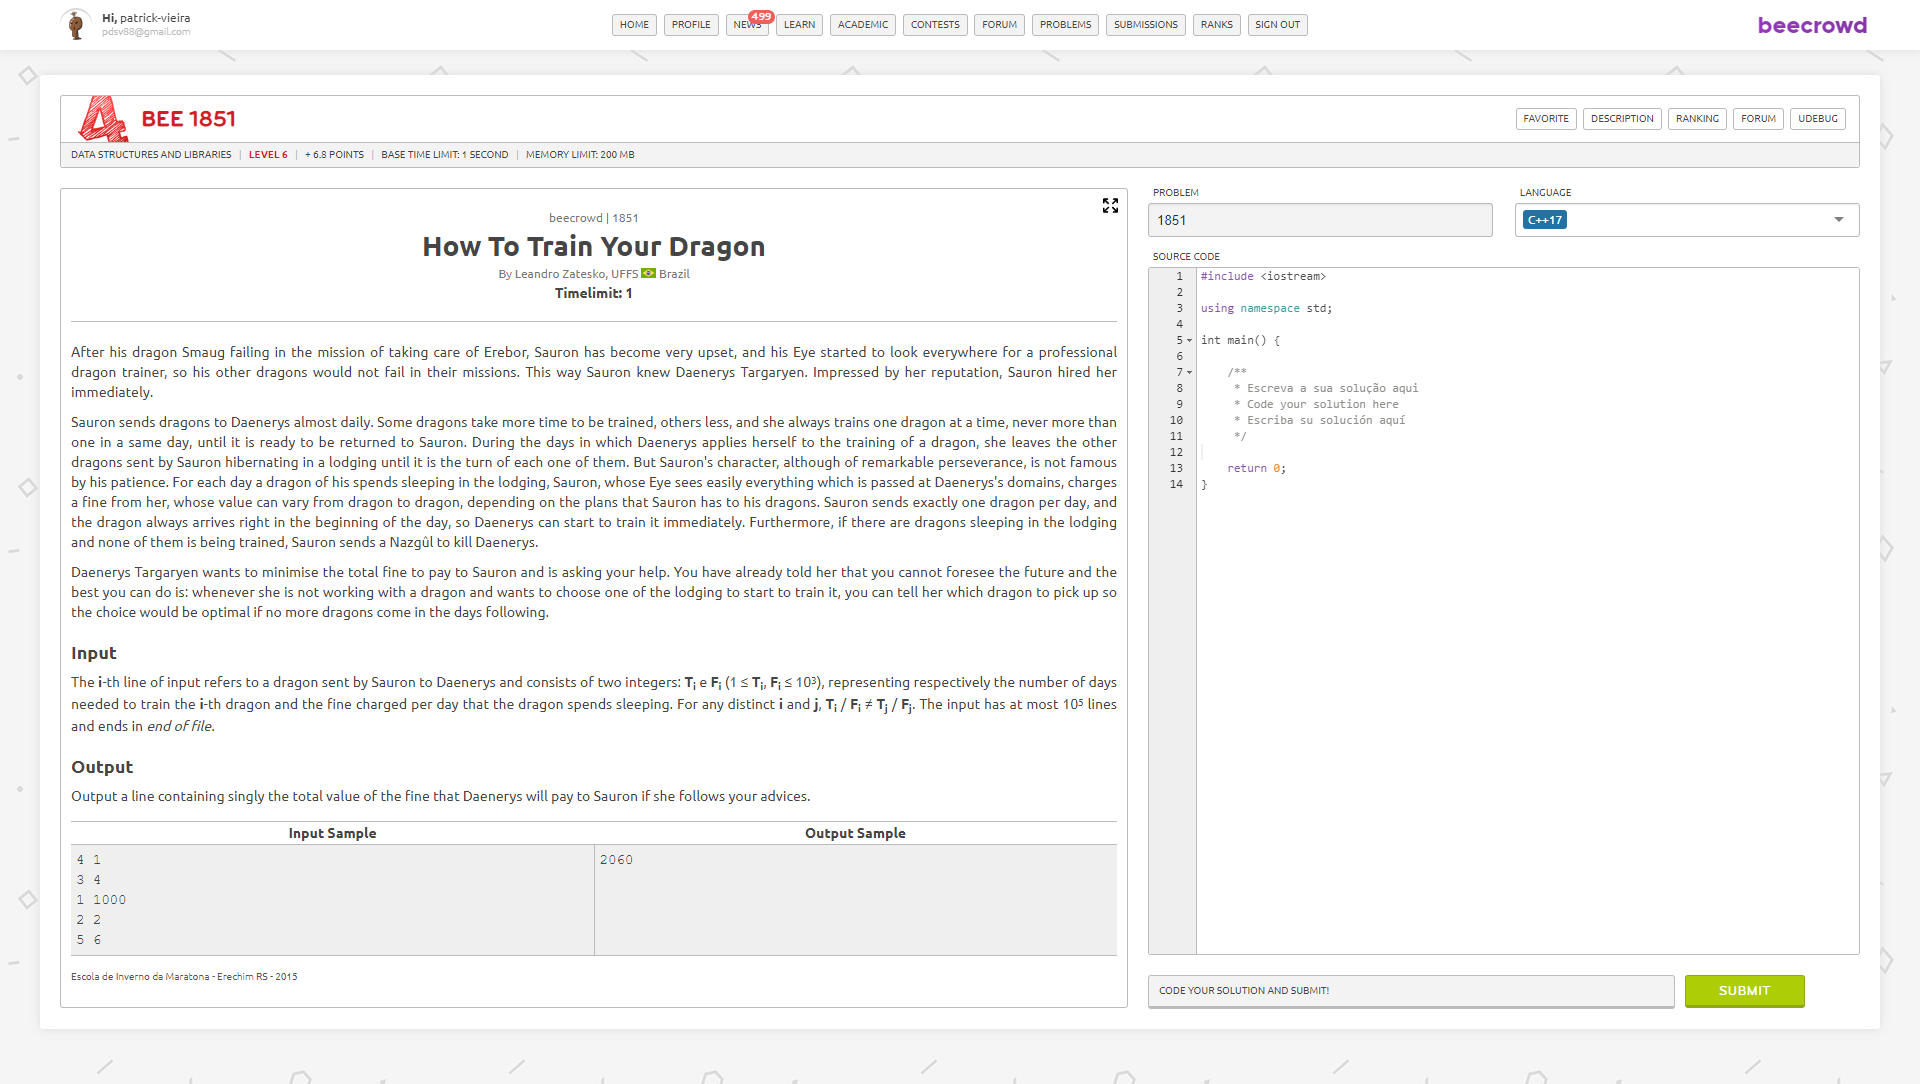 Hi, patrick-vieira
pdsv88@gmail.com
HOME PROFILE NEWS 499 LEARN ACADEMIC CONTESTS FORUM PROBLEMS SUBMISSIONS RANKS SIGN OUT
beecrowd
4 BEE 1851
FAVORITE DESCRIPTION RANKING FORUM UDEBUG
DATA STRUCTURES AND LIBRARIES | LEVEL 6 | + 6.8 POINTS | BASE TIME LIMIT: 1 SECOND | MEMORY LIMIT: 200 MB
beecrowd | 1851
How To Train Your Dragon
By Leandro Zatesko, UFFS Brazil
Timelimit: 1
After his dragon Smaug failing in the mission of taking care of Erebor, Sauron has become very upset, and his Eye started to look everywhere for a professional
dragon trainer, so his other dragons would not fail in their missions. This way Sauron knew Daenerys Targaryen. Impressed by her reputation, Sauron hired her
immediately.
Sauron sends dragons to Daenerys almost daily. Some dragons take more time to be trained, others less, and she always trains one dragon at a time, never more than
one in a same day, until it is ready to be returned to Sauron. During the days in which Daenerys applies herself to the training of a dragon, she leaves the other
dragons sent by Sauron hibernating in a lodging until it is the turn of each one of them. But Sauron's character, although of remarkable perseverance, is not famous
by his patience. For each day a dragon of his spends sleeping in the lodging, Sauron, whose Eye sees easily everything which is passed at Daenerys's domains, charges
a fine from her, whose value can vary from dragon to dragon, depending on the plans that Sauron has to his dragons. Sauron sends exactly one dragon per day, and
the dragon always arrives right in the beginning of the day, so Daenerys can start to train it immediately. Furthermore, if there are dragons sleeping in the lodging
and none of them is being trained, Sauron sends a Nazgûl to kill Daenerys.
Daenerys Targaryen wants to minimise the total fine to pay to Sauron and is asking your help. You have already told her that you cannot foresee the future and the
best you can do is: whenever she is not working with a dragon and wants to choose one of the lodging to start to train it, you can tell her which dragon to pick up so
the choice would be optimal if no more dragons come in the days following.
Input
The i-th line of input refers to a dragon sent by Sauron to Daenerys and consists of two integers: Ti e Fi (1 ≤ Ti, Fi ≤ 10³), representing respectively the number of days
needed to train the i-th dragon and the fine charged per day that the dragon spends sleeping. For any distinct i and j, Ti / Fi ≠ Tj / Fj. The input has at most 10⁵ lines
and ends in end of file.
Output
Output a line containing singly the total value of the fine that Daenerys will pay to Sauron if she follows your advices.
Input Sample Output Sample
4 1 2060
3 4
1 1000
2 2
5 6
Escola de Inverno da Maratona - Erechim RS - 2015
PROBLEM LANGUAGE
1851 C++17
SOURCE CODE
1 #include <iostream>
2
3 using namespace std;
4
5 int main() {
6
7 /**
8 * Escreva a sua solução aqui
9 * Code your solution here
10 * Escriba su solución aquí
11 */
12
13 return 0;
14 }
CODE YOUR SOLUTION AND SUBMIT!
SUBMIT